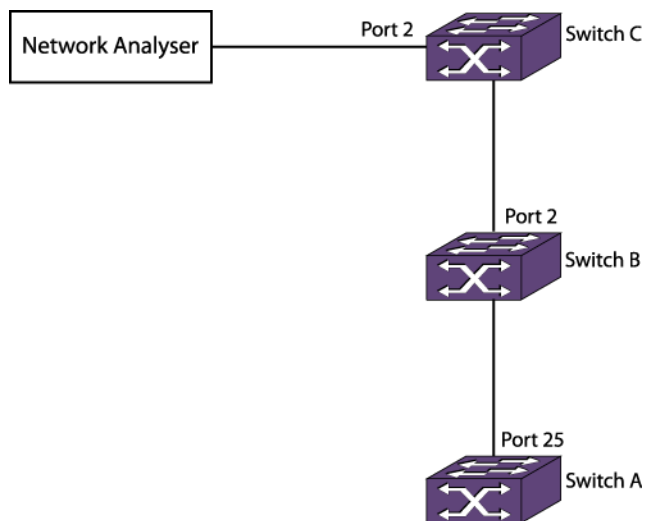 Network Analyser
Port 2
Switch C
Port 2
Switch B
Port 25
Switch A